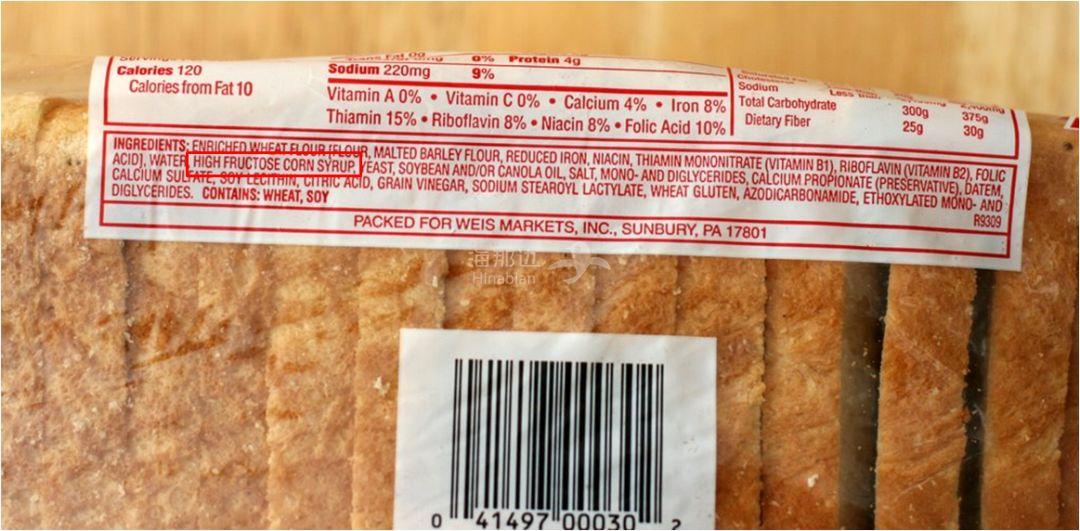 Calories 120
Calories from Fat 10
0% Protein 4g
Sodium 220mg 9%
Vitamin A 0% • Vitamin C 0% • Calcium 4% • Iron 8%
Thiamin 15% • Riboflavin 8% • Niacin 8% • Folic Acid 10%
Sodium Less than
Total Carbohydrate 300g 375g
Dietary Fiber 25g 30g
INGREDIENTS: ENRICHED WHEAT FLOUR [FLOUR, MALTED BARLEY FLOUR, REDUCED IRON, NIACIN, THIAMIN MONONITRATE (VITAMIN B1), RIBOFLAVIN (VITAMIN B2), FOLIC
ACID], WATER, HIGH FRUCTOSE CORN SYRUP, YEAST, SOYBEAN AND/OR CANOLA OIL, SALT, MONO- AND DIGLYCERIDES, CALCIUM PROPIONATE (PRESERVATIVE), DATEM,
CALCIUM SULFATE, SOY LECITHIN, CITRIC ACID, GRAIN VINEGAR, SODIUM STEAROYL LACTYLATE, WHEAT GLUTEN, AZODICARBONAMIDE, ETHOXYLATED MONO- AND
DIGLYCERIDES. CONTAINS: WHEAT, SOY R9309
PACKED FOR WEIS MARKETS, INC., SUNBURY, PA 17801
海那边
Hinabian
0 41497 00030 2